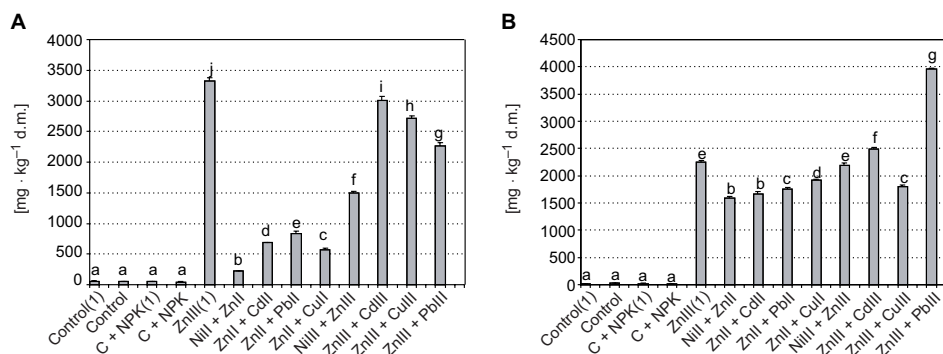 A
[mg · kg⁻¹ d.m.]
4000
3500
3000
2500
2000
1500
1000
500
0
a
a
a
a
j
b
d
e
c
f
i
h
g
Control(1)
Control
C + NPK(1)
C + NPK
ZnIII(1)
NiII + ZnII
ZnII + CdII
ZnII + PbII
ZnII + CuII
NiIII + ZnIII
ZnIII + CdIII
ZnIII + CuIII
ZnIII + PbIII
B
[mg · kg⁻¹ d.m.]
4500
4000
3500
3000
2500
2000
1500
1000
500
0
a
a
a
a
e
b
b
c
d
e
f
c
g
Control(1)
Control
C + NPK(1)
C + NPK
ZnIII(1)
NiII + ZnII
ZnII + CdII
ZnII + PbII
ZnII + CuII
NiIII + ZnIII
ZnIII + CdIII
ZnIII + CuIII
ZnIII + PbIII